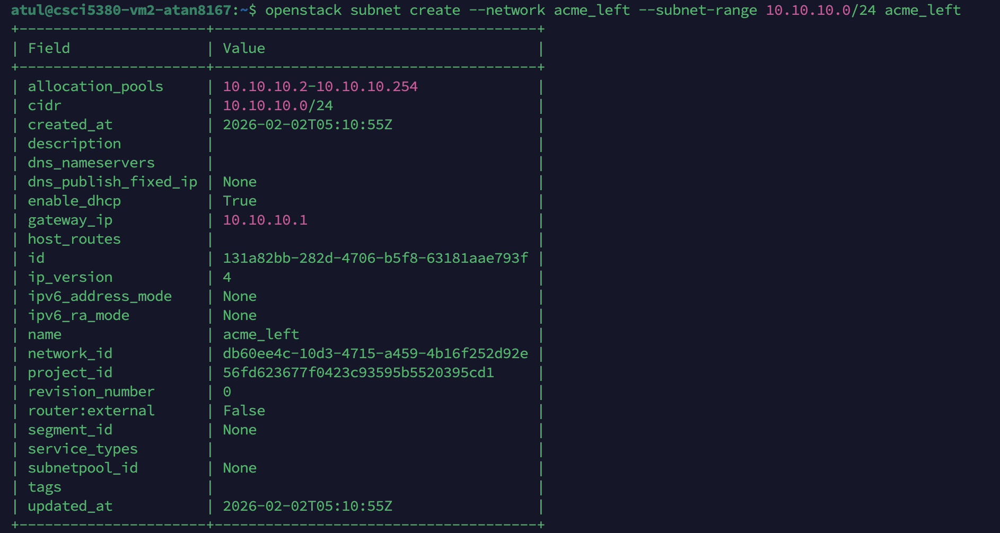 atul@csci5380-vm2-atan8167:~$ openstack subnet create --network acme_left --subnet-range 10.10.10.0/24 acme_left
+----------------------+--------------------------------------+
| Field                | Value                                |
+----------------------+--------------------------------------+
| allocation_pools     | 10.10.10.2-10.10.10.254              |
| cidr                 | 10.10.10.0/24                        |
| created_at           | 2026-02-02T05:10:55Z                 |
| description          |                                      |
| dns_nameservers      |                                      |
| dns_publish_fixed_ip | None                                 |
| enable_dhcp          | True                                 |
| gateway_ip           | 10.10.10.1                           |
| host_routes          |                                      |
| id                   | 131a82bb-282d-4706-b5f8-63181aae793f |
| ip_version           | 4                                    |
| ipv6_address_mode    | None                                 |
| ipv6_ra_mode         | None                                 |
| name                 | acme_left                            |
| network_id           | db60ee4c-10d3-4715-a459-4b16f252d92e |
| project_id           | 56fd623677f0423c93595b5520395cd1     |
| revision_number      | 0                                    |
| router:external      | False                                |
| segment_id           | None                                 |
| service_types        |                                      |
| subnetpool_id        | None                                 |
| tags                 |                                      |
| updated_at           | 2026-02-02T05:10:55Z                 |
+----------------------+--------------------------------------+